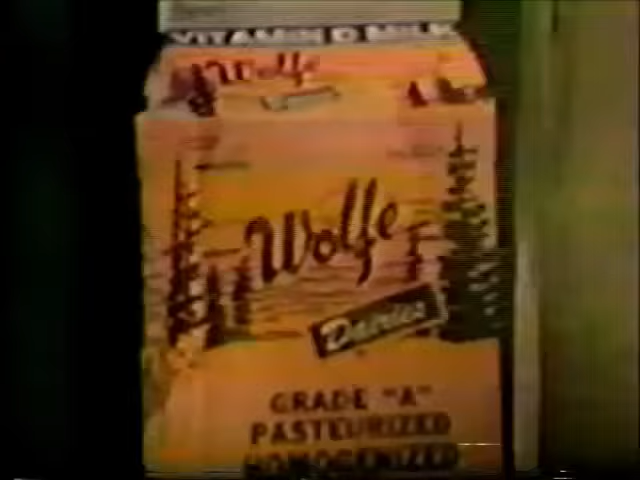 VITAMIN D MILK
Wolfe
Wolfe
Dairies
GRADE "A"
PASTEURIZED
HOMOGENIZED